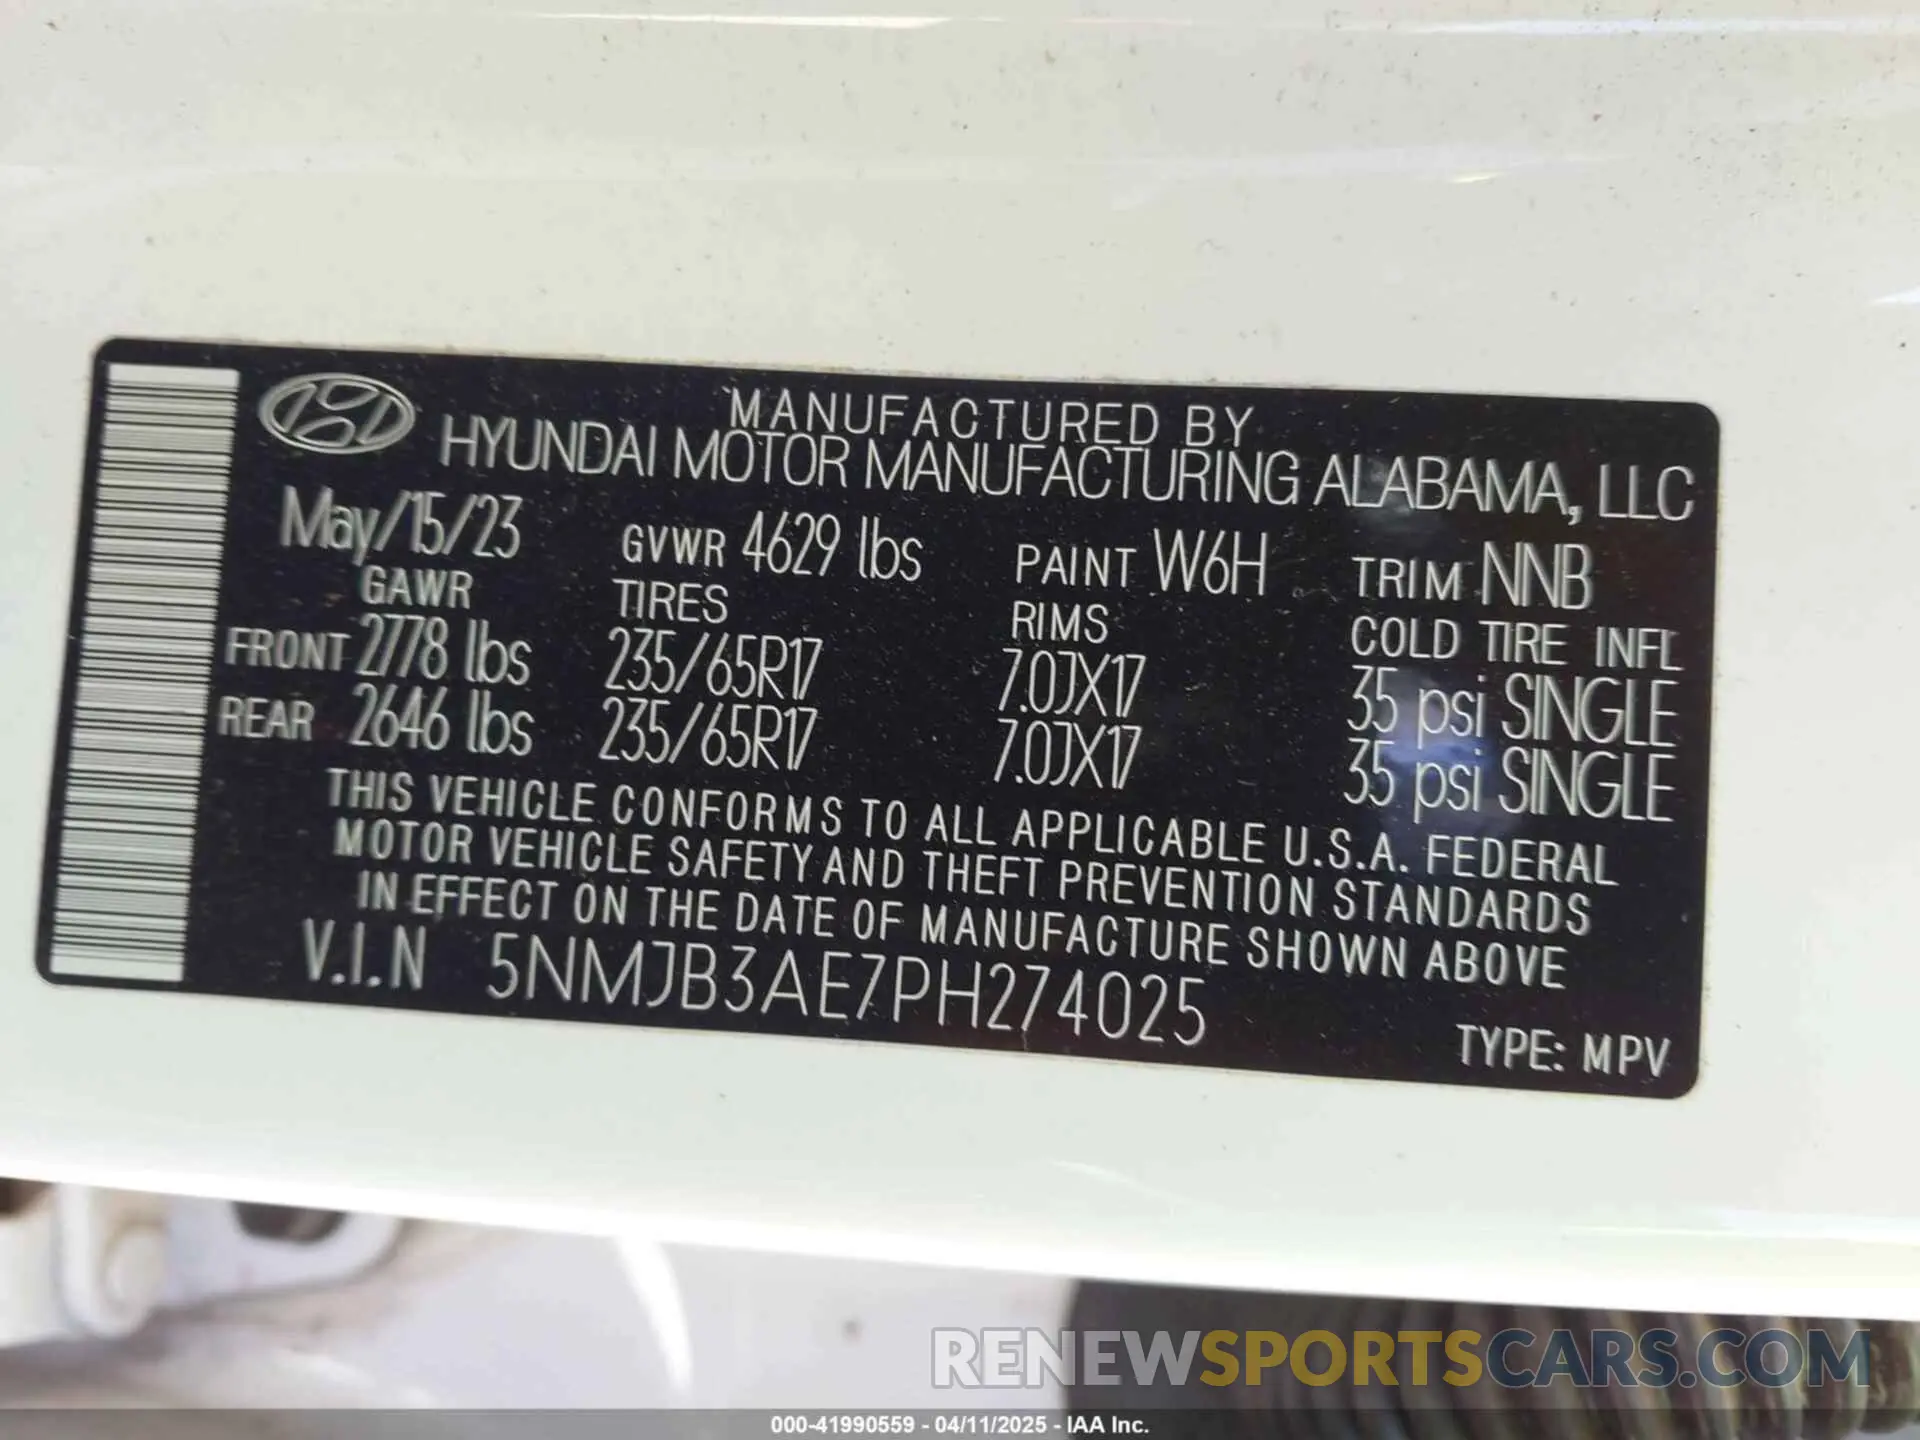 MANUFACTURED BY
HYUNDAI MOTOR MANUFACTURING ALABAMA, LLC
May/15/23 GVWR 4629 lbs PAINT W6H TRIM NNB
GAWR TIRES RIMS COLD TIRE INFL
FRONT 2778 lbs 235/65R17 7.0JX17 35 psi SINGLE
REAR 2646 lbs 235/65R17 7.0JX17 35 psi SINGLE
THIS VEHICLE CONFORMS TO ALL APPLICABLE U.S.A. FEDERAL
MOTOR VEHICLE SAFETY AND THEFT PREVENTION STANDARDS
IN EFFECT ON THE DATE OF MANUFACTURE SHOWN ABOVE
V.I.N 5NMJB3AE7PH274025
TYPE: MPV
RENEWSPORTSCARS.COM
000-41990559 - 04/11/2025 - IAA Inc.